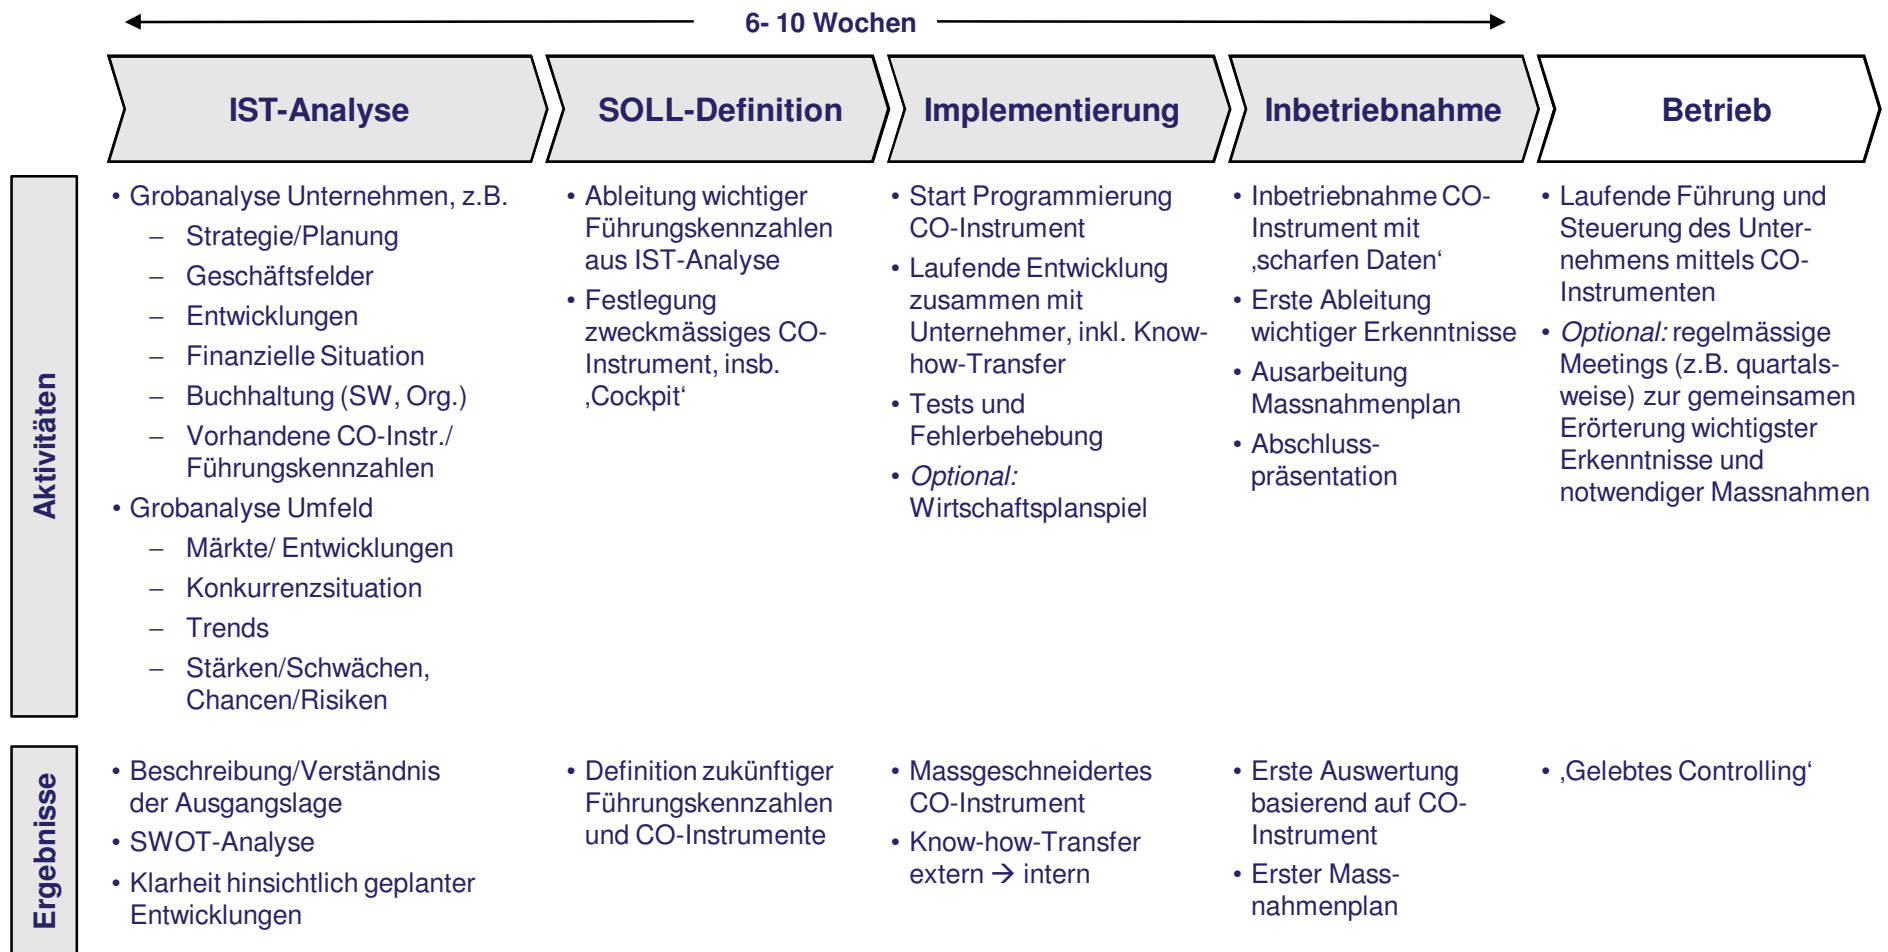 6- 10 Wochen
IST-Analyse
SOLL-Definition
Implementierung
Inbetriebnahme
Betrieb
Aktivitäten
• Grobanalyse Unternehmen, z.B.
– Strategie/Planung
– Geschäftsfelder
– Entwicklungen
– Finanzielle Situation
– Buchhaltung (SW, Org.)
– Vorhandene CO-Instr./
Führungskennzahlen
• Grobanalyse Umfeld
– Märkte/ Entwicklungen
– Konkurrenzsituation
– Trends
– Stärken/Schwächen,
Chancen/Risiken
• Ableitung wichtiger
Führungskennzahlen
aus IST-Analyse
• Festlegung
zweckmässiges CO-
Instrument, insb.
‚Cockpit‘
• Start Programmierung
CO-Instrument
• Laufende Entwicklung
zusammen mit
Unternehmer, inkl. Know-
how-Transfer
• Tests und
Fehlerbehebung
• Optional:
Wirtschaftsplanspiel
• Inbetriebnahme CO-
Instrument mit
‚scharfen Daten‘
• Erste Ableitung
wichtiger Erkenntnisse
• Ausarbeitung
Massnahmenplan
• Abschluss-
präsentation
• Laufende Führung und
Steuerung des Unter-
nehmens mittels CO-
Instrumenten
• Optional: regelmässige
Meetings (z.B. quartals-
weise) zur gemeinsamen
Erörterung wichtigster
Erkenntnisse und
notwendiger Massnahmen
Ergebnisse
• Beschreibung/Verständnis
der Ausgangslage
• SWOT-Analyse
• Klarheit hinsichtlich geplanter
Entwicklungen
• Definition zukünftiger
Führungskennzahlen
und CO-Instrumente
• Massgeschneidertes
CO-Instrument
• Know-how-Transfer
extern → intern
• Erste Auswertung
basierend auf CO-
Instrument
• Erster Mass-
nahmenplan
• ‚Gelebtes Controlling‘